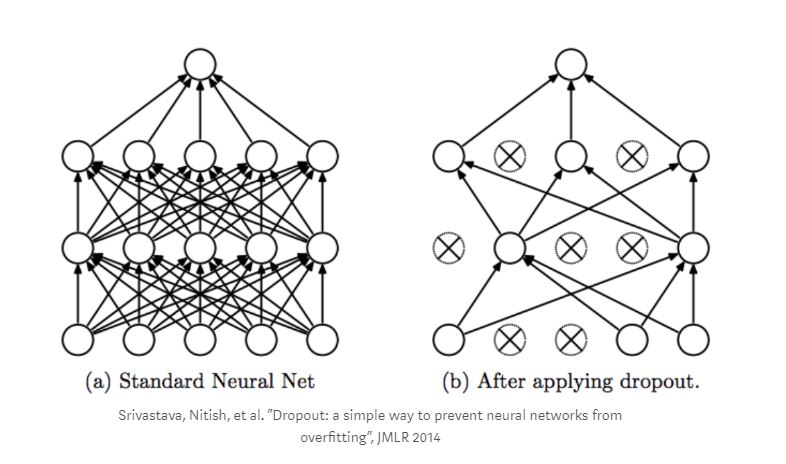 (a) Standard Neural Net
(b) After applying dropout.
Srivastava, Nitish, et al. "Dropout: a simple way to prevent neural networks from
overfitting", JMLR 2014